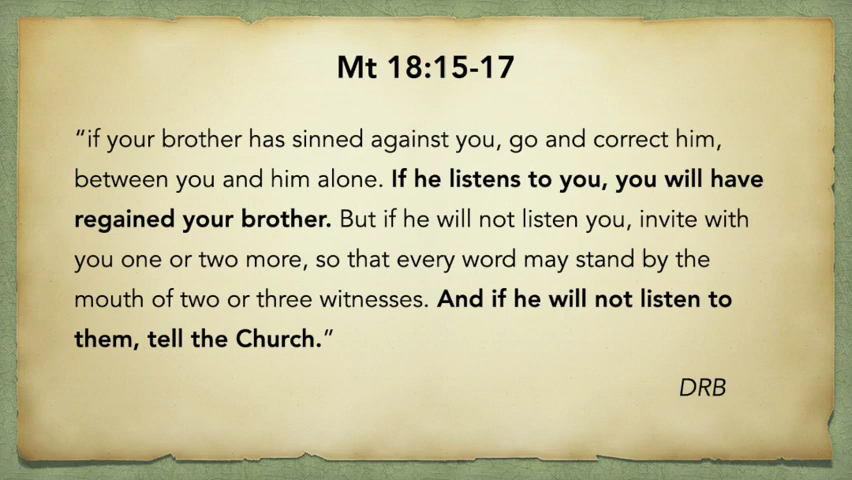 Mt 18:15-17
“if your brother has sinned against you, go and correct him,
between you and him alone. If he listens to you, you will have
regained your brother. But if he will not listen you, invite with
you one or two more, so that every word may stand by the
mouth of two or three witnesses. And if he will not listen to
them, tell the Church.”
DRB